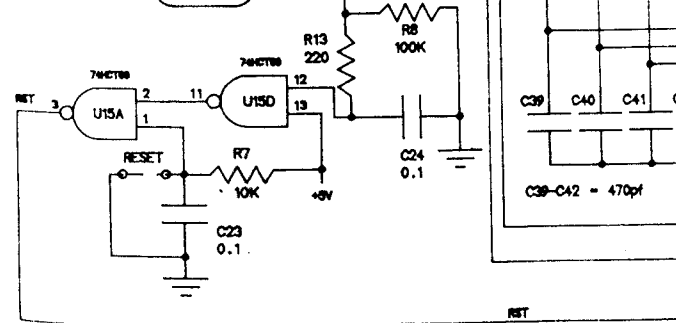 R8
100K
R13
220
74HCT00
74HCT00
12
RST
3
2
11
U15A
U15D
13
1
C39
C40
C41
RESET
R7
10K
+5V
C24
0.1
C39-C42 = 470pf
C23
0.1
RST